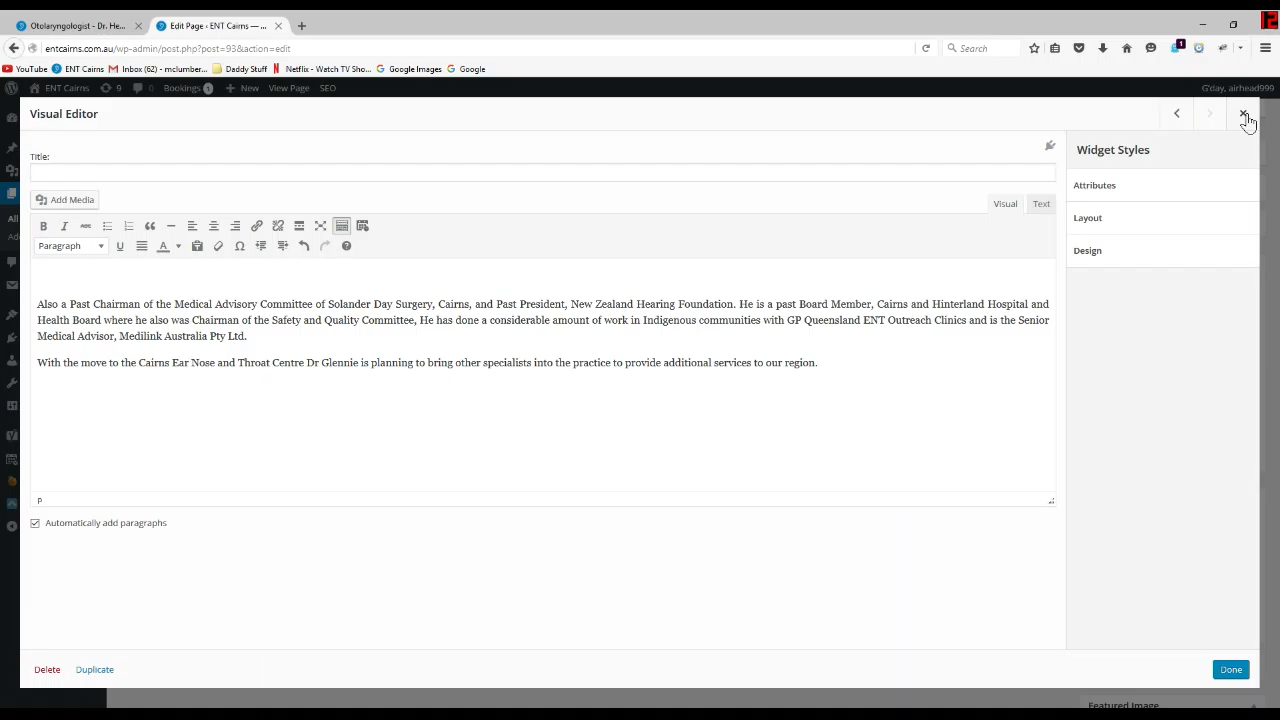 12
Otolaryngologist - Dr. He...
Edit Page ‹ ENT Cairns — ...
entcairns.com.au/wp-admin/post.php?post=93&action=edit
Search
1
YouTube
ENT Cairns
Inbox (62) - mclumber...
Daddy Stuff
Netflix - Watch TV Sho...
Google Images
Google
ENT Cairns
9
0
Bookings 1
New
View Page
SEO
G'day, airhead999
Visual Editor
Title:
Add Media
Visual
Text
B I ABC
Paragraph
U
A
Also a Past Chairman of the Medical Advisory Committee of Solander Day Surgery, Cairns, and Past President, New Zealand Hearing Foundation. He is a past Board Member, Cairns and Hinterland Hospital and
Health Board where he also was Chairman of the Safety and Quality Committee, He has done a considerable amount of work in Indigenous communities with GP Queensland ENT Outreach Clinics and is the Senior
Medical Advisor, Medilink Australia Pty Ltd.
With the move to the Cairns Ear Nose and Throat Centre Dr Glennie is planning to bring other specialists into the practice to provide additional services to our region.
P
Automatically add paragraphs
Widget Styles
Attributes
Layout
Design
All
Delete
Duplicate
Done
Featured Image